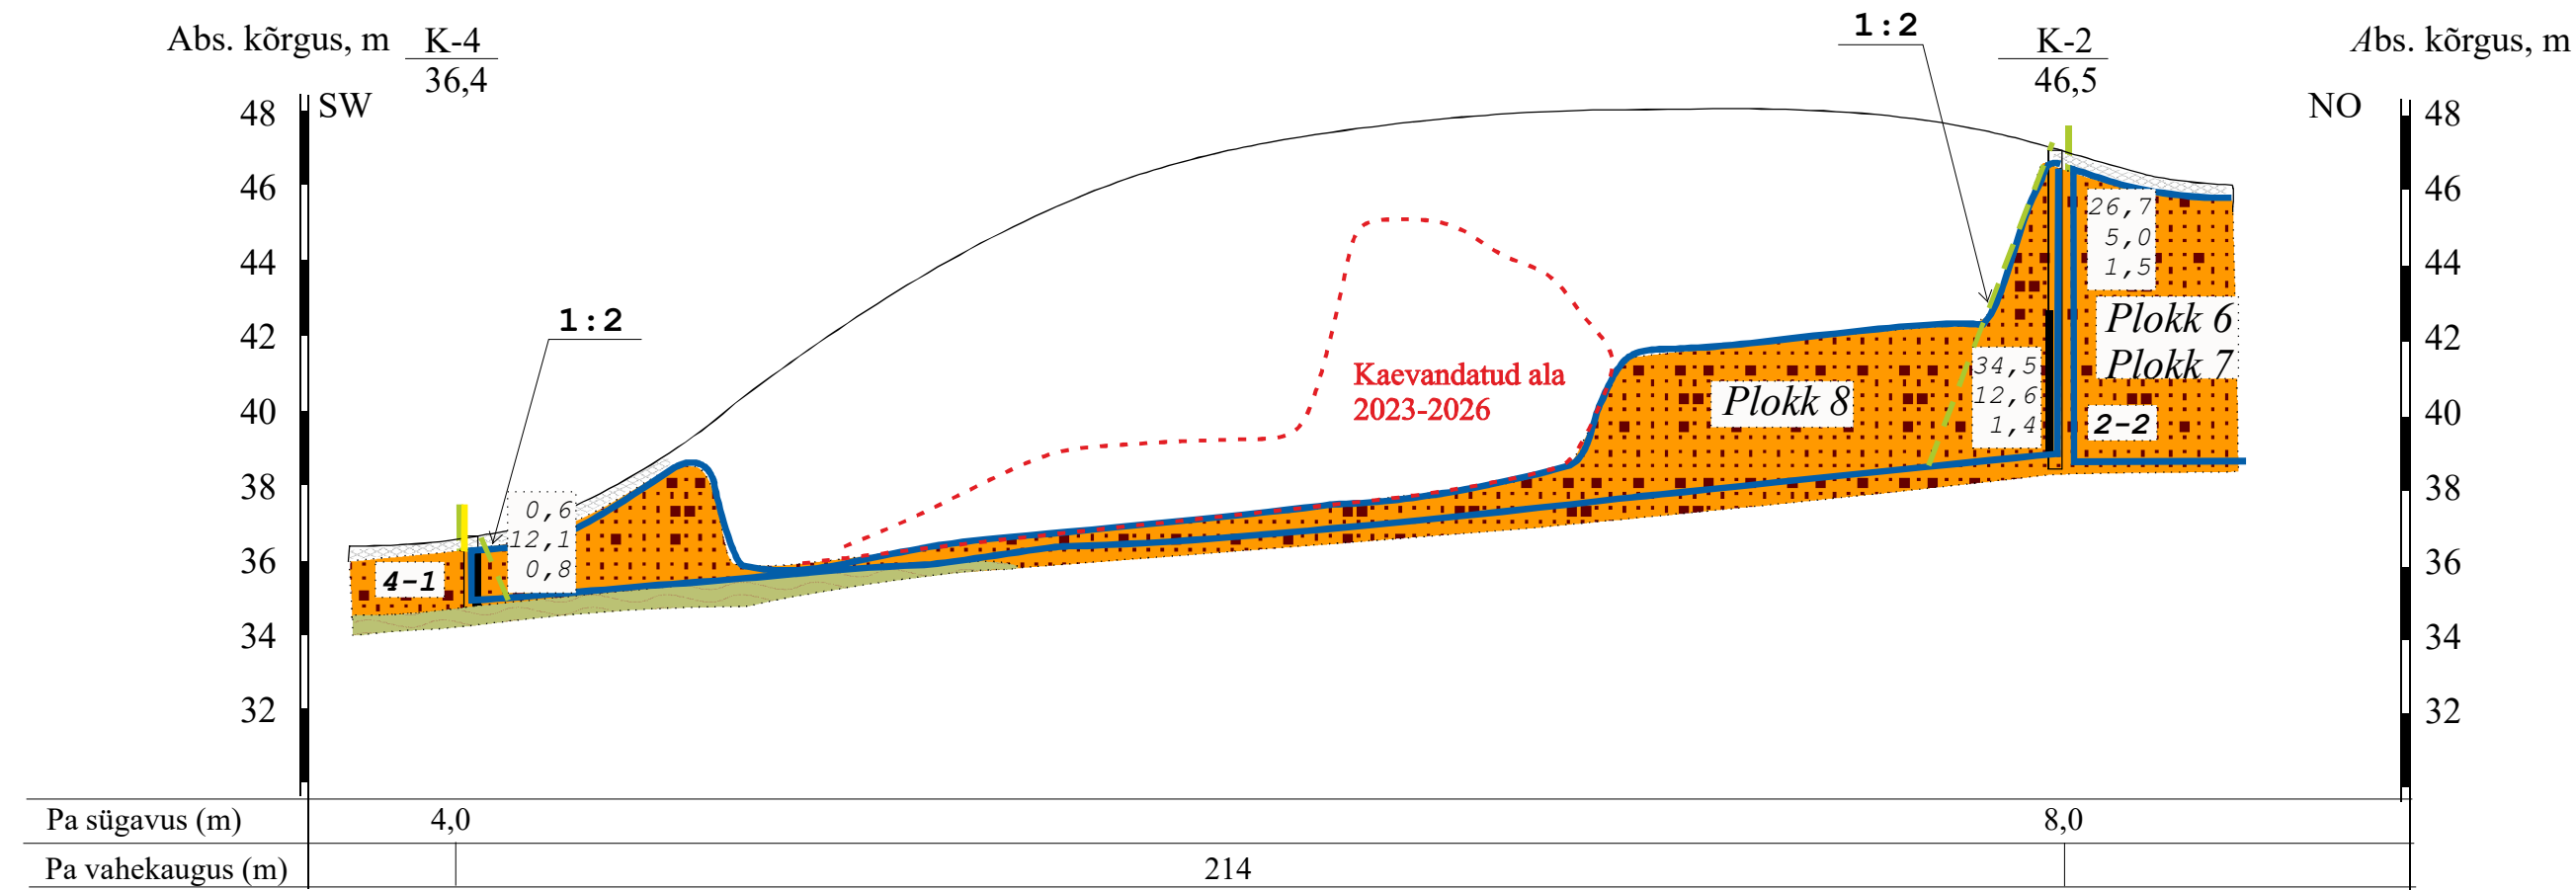 Abs. kõrgus, m
K-4
36,4
1:2
K-2
46,5
Abs. kõrgus, m
SW
NO
48
46
44
42
40
38
36
34
32
48
46
44
42
40
38
36
34
32
1:2
0,6
12,1
0,8
4-1
Kaevandatud ala
2023-2026
Plokk 8
34,5
12,6
1,4
26,7
5,0
1,5
Plokk 6
Plokk 7
2-2
Pa sügavus (m) 4,0 8,0
Pa vahekaugus (m) 214